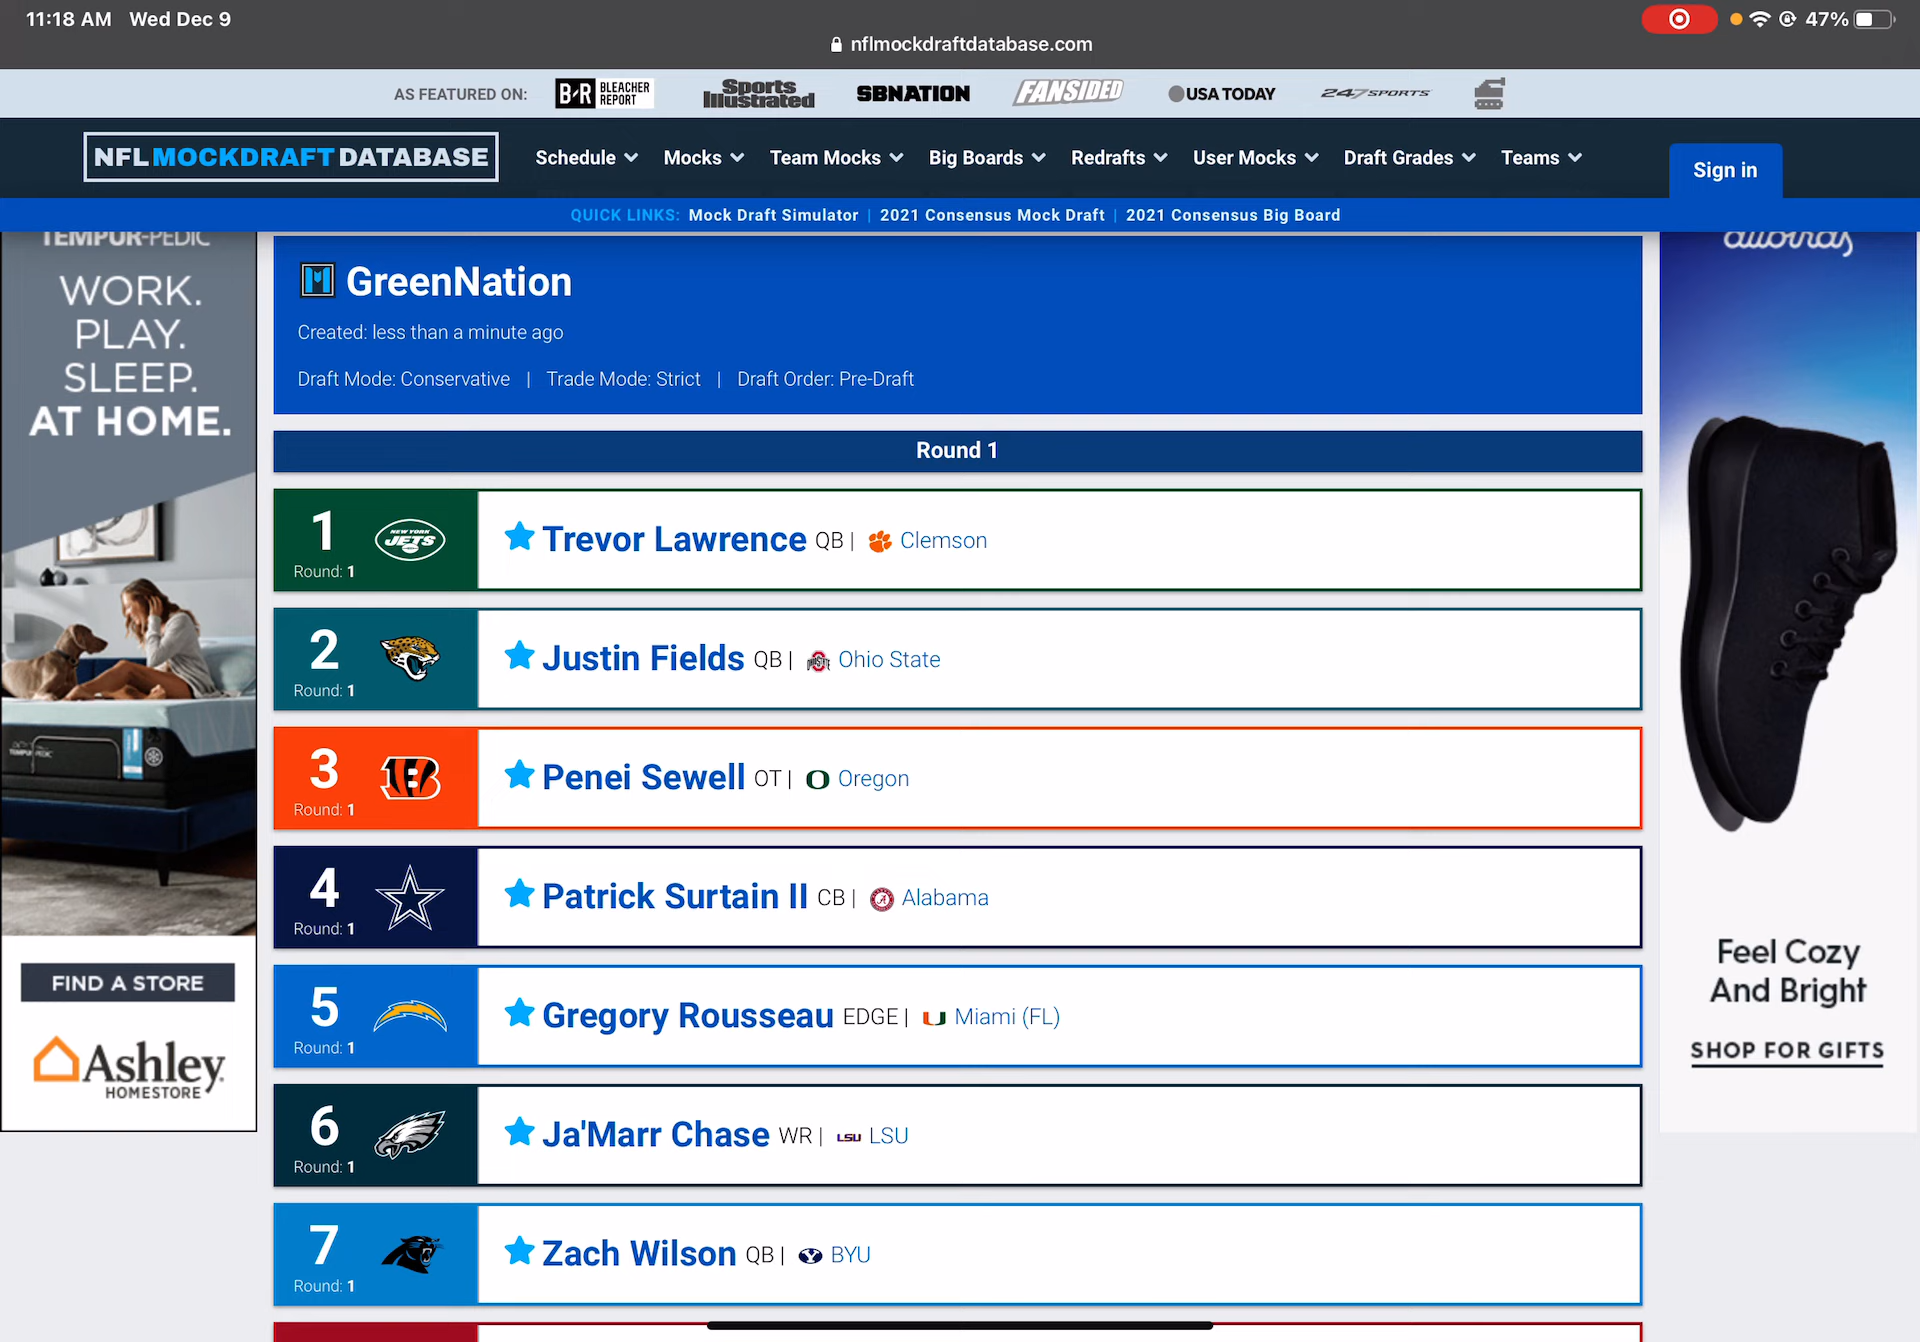 11:18 AM Wed Dec 9
47%
nflmockdraftdatabase.com
AS FEATURED ON: B/R BLEACHER REPORT Sports Illustrated SBNATION FANSIDED USA TODAY 247SPORTS
NFL MOCKDRAFT DATABASE Schedule Mocks Team Mocks Big Boards Redrafts User Mocks Draft Grades Teams Sign in
QUICK LINKS: Mock Draft Simulator | 2021 Consensus Mock Draft | 2021 Consensus Big Board
TEMPUR-PEDIC
WORK.
PLAY.
SLEEP.
AT HOME.
FIND A STORE
Ashley
HOMESTORE
GreenNation
Created: less than a minute ago
Draft Mode: Conservative | Trade Mode: Strict | Draft Order: Pre-Draft
Round 1
1 Round: 1 NEW YORK JETS Trevor Lawrence QB | Clemson
2 Round: 1 Justin Fields QB | Ohio State
3 Round: 1 B Penei Sewell OT | Oregon
4 Round: 1 Patrick Surtain II CB | Alabama
5 Round: 1 Gregory Rousseau EDGE | Miami (FL)
6 Round: 1 Ja'Marr Chase WR | LSU LSU
7 Round: 1 Zach Wilson QB | BYU
allbirds
Feel Cozy
And Bright
SHOP FOR GIFTS